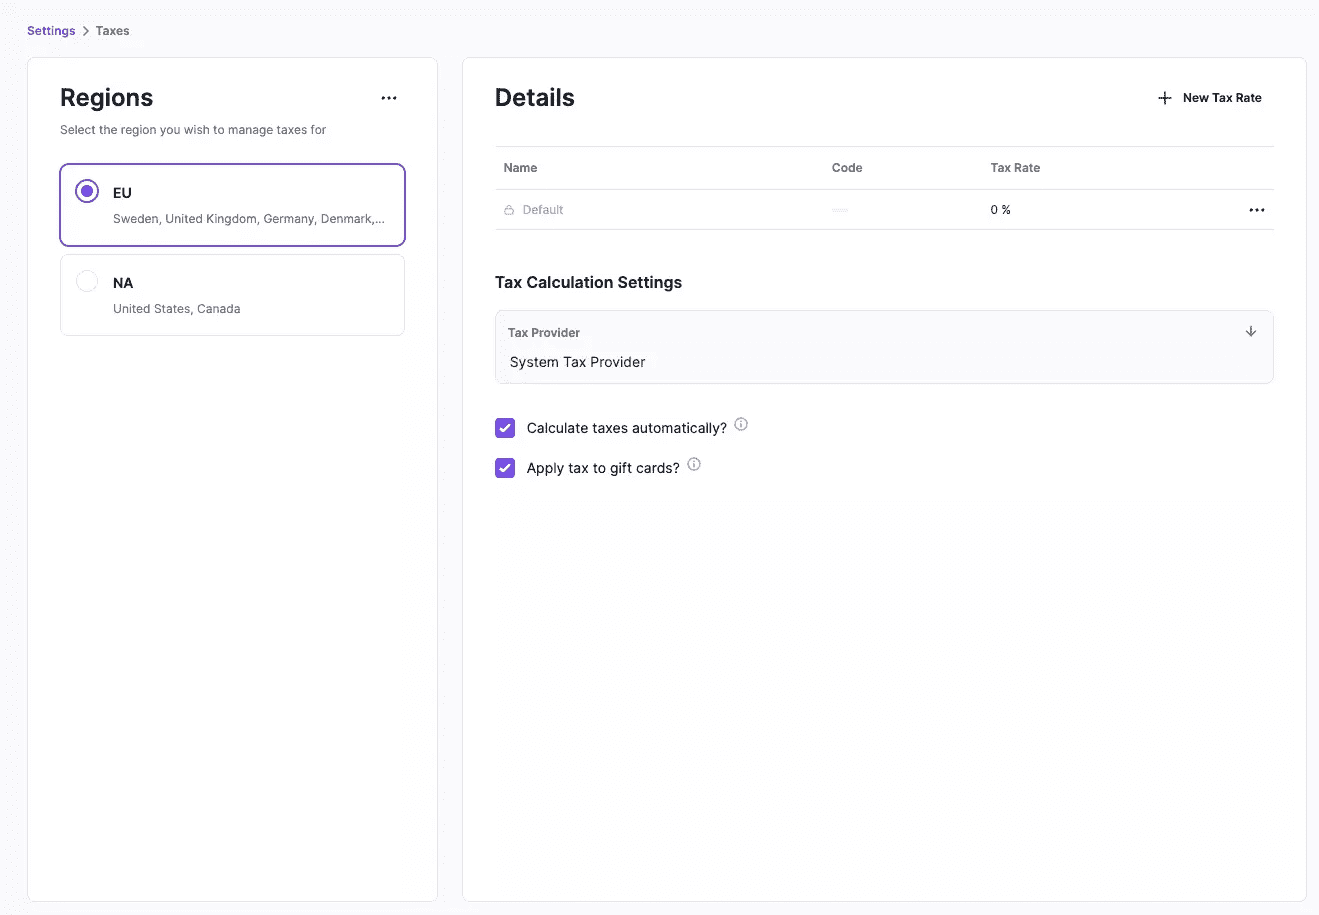 Settings > Taxes
Regions
Select the region you wish to manage taxes for
EU
Sweden, United Kingdom, Germany, Denmark,...
NA
United States, Canada
Details
New Tax Rate
Name Code Tax Rate
Default 0 %
Tax Calculation Settings
Tax Provider
System Tax Provider
Calculate taxes automatically?
Apply tax to gift cards?